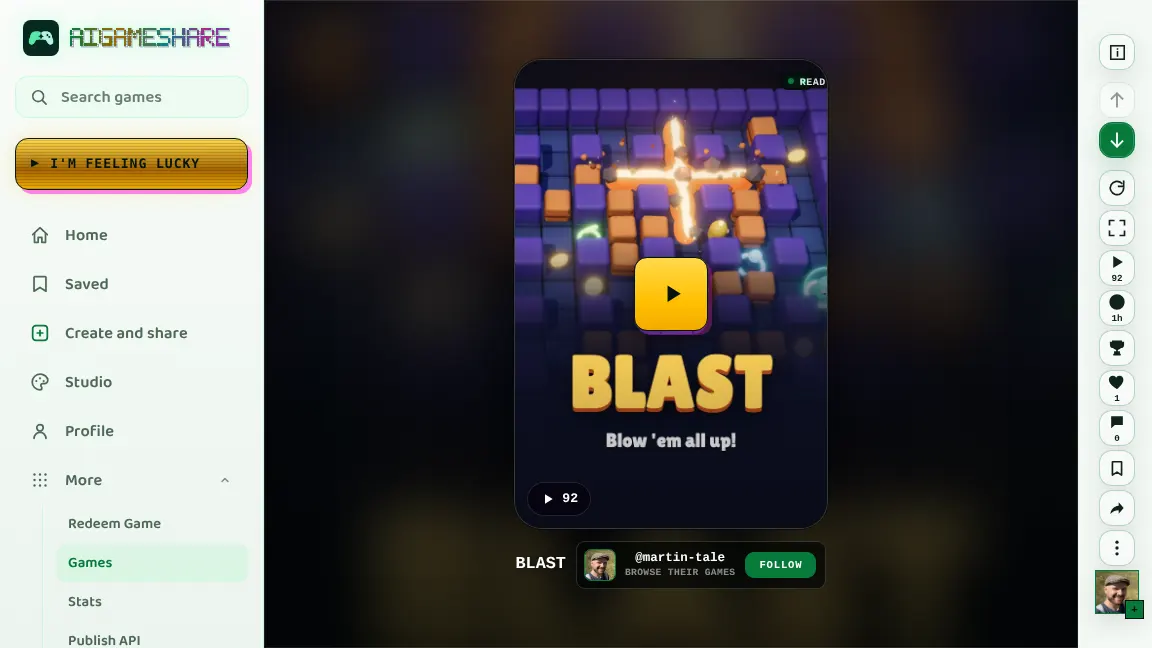 AIGAMESHARE
Search games
I'M FEELING LUCKY
Home
Saved
Create and share
Studio
Profile
More
Redeem Game
Games
Stats
Publish API
READ
BLAST
Blow 'em all up!
92
BLAST
@martin-tale
BROWSE THEIR GAMES
FOLLOW
92
1h
1
0